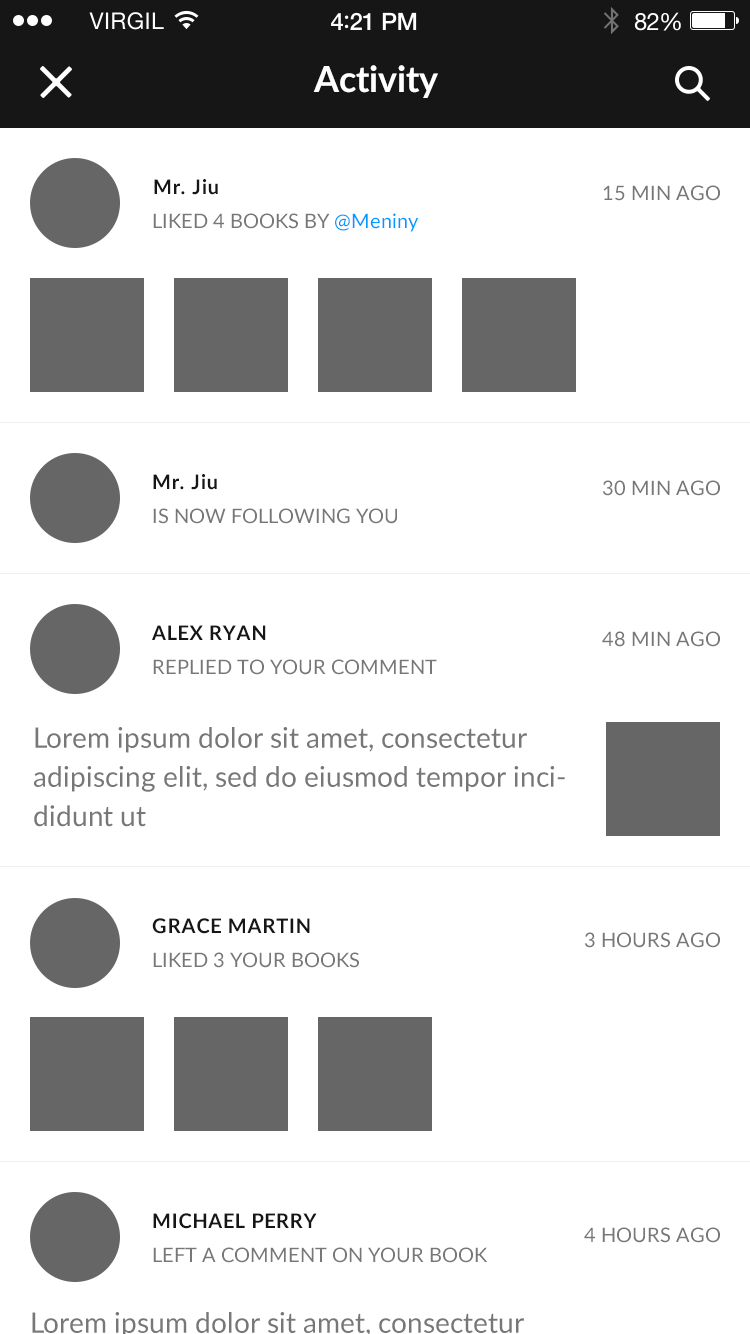 VIRGIL 4:21 PM 82%
Activity
Mr. Jiu
15 MIN AGO
LIKED 4 BOOKS BY @Meniny
Mr. Jiu
30 MIN AGO
IS NOW FOLLOWING YOU
ALEX RYAN
48 MIN AGO
REPLIED TO YOUR COMMENT
Lorem ipsum dolor sit amet, consectetur
adipiscing elit, sed do eiusmod tempor inci-
didunt ut
GRACE MARTIN
3 HOURS AGO
LIKED 3 YOUR BOOKS
MICHAEL PERRY
4 HOURS AGO
LEFT A COMMENT ON YOUR BOOK
Lorem ipsum dolor sit amet, consectetur